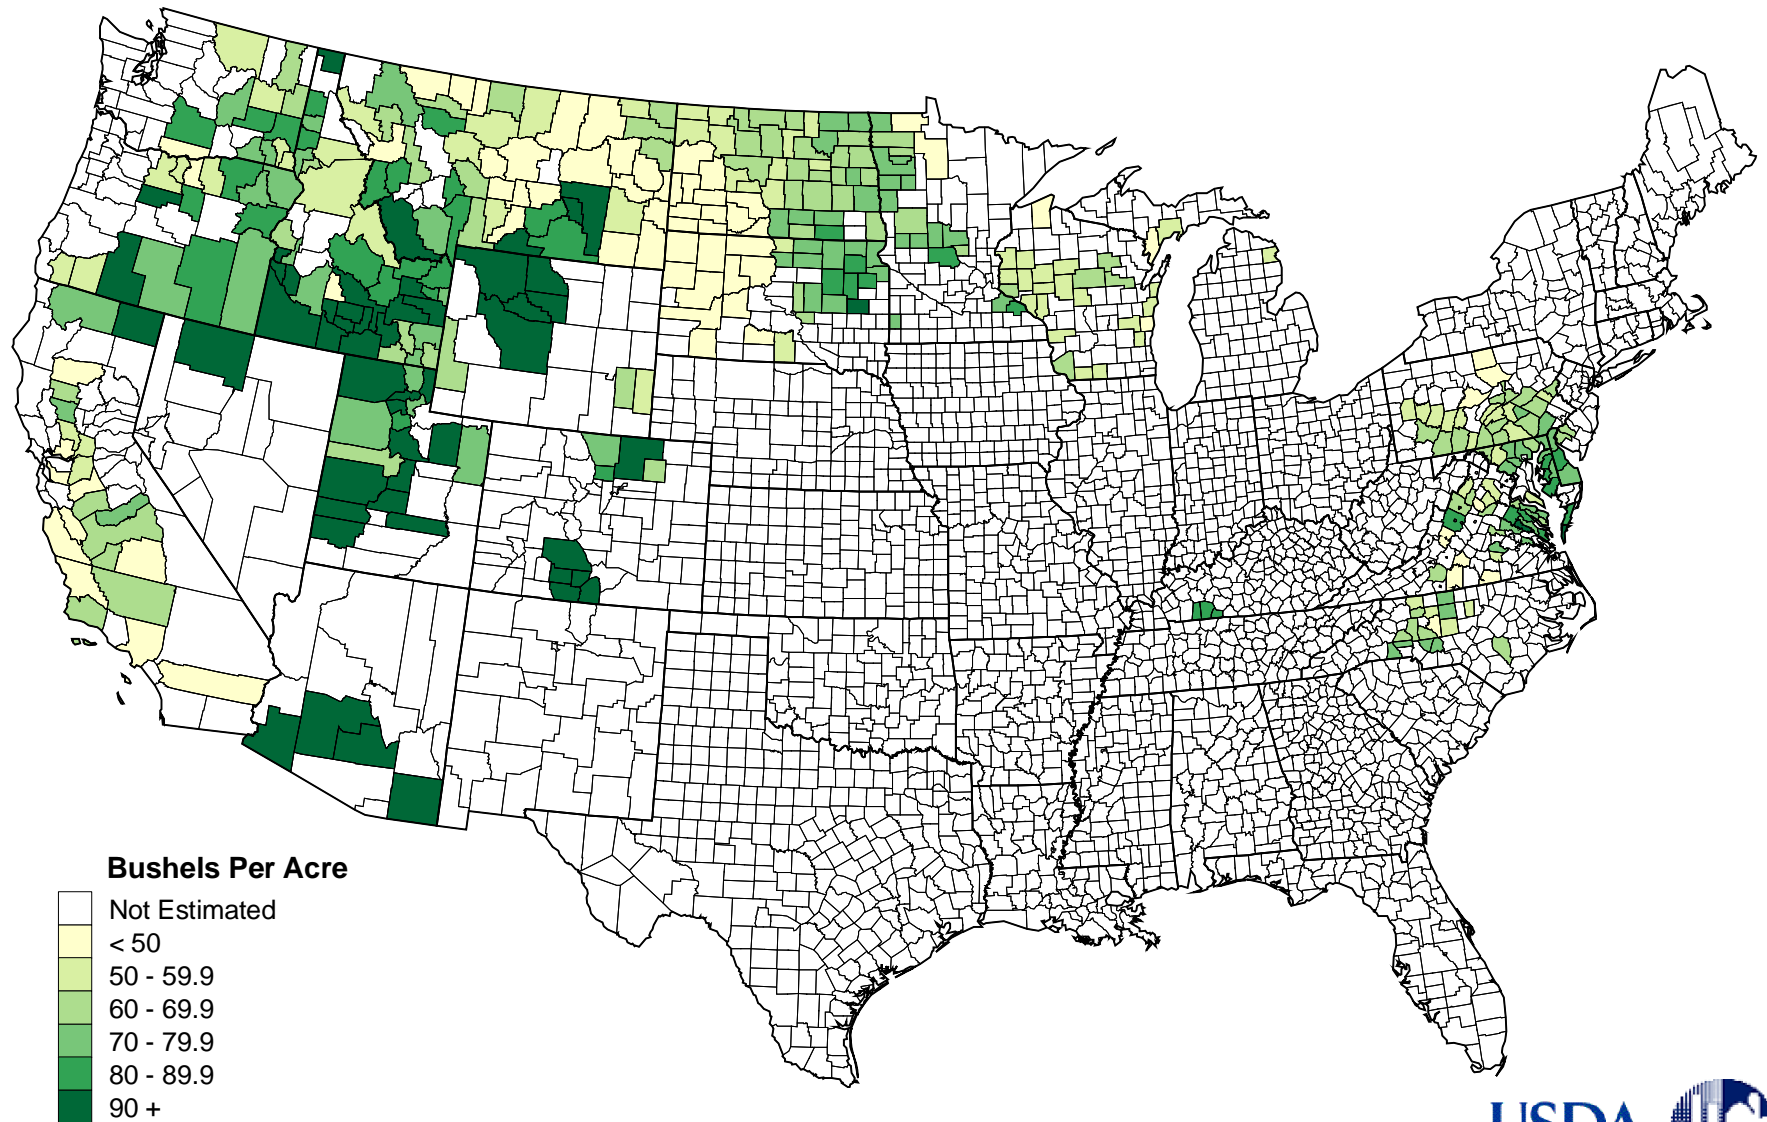 Bushels Per Acre
Not Estimated
< 50
50 - 59.9
60 - 69.9
70 - 79.9
80 - 89.9
90 +
USDA